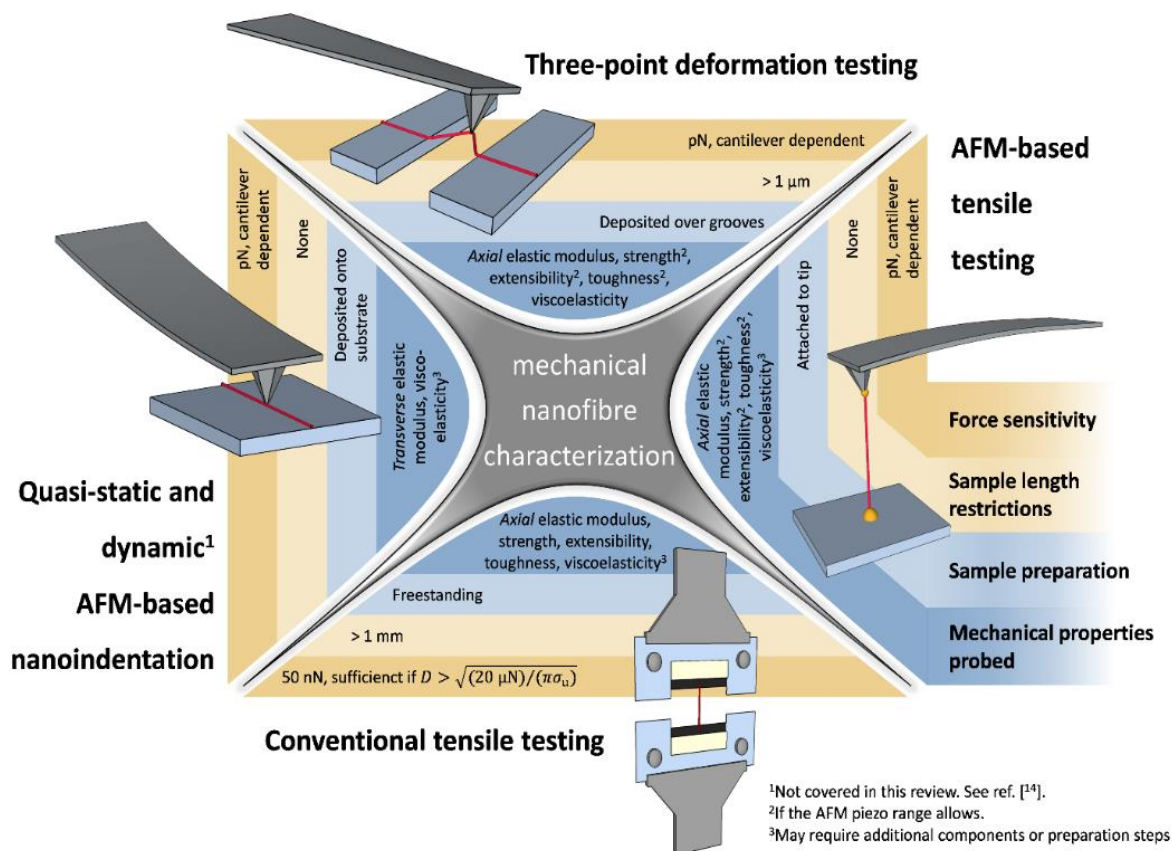 Three-point deformation testing
pN, cantilever dependent
> 1 μm
Deposited over grooves
Axial elastic modulus, strength²,
extensibility², toughness²,
viscoelasticity
AFM-based
tensile
testing
pN, cantilever
dependent
None
Attached to tip
Axial elastic
modulus, strength²,
extensibility², toughness²,
viscoelasticity³
pN, cantilever
dependent
None
Deposited onto
substrate
Transverse elastic
modulus, visco-
elasticity³
mechanical
nanofibre
characterization
Force sensitivity
Sample length
restrictions
Sample preparation
Mechanical properties
probed
Quasi-static and
dynamic¹
AFM-based
nanoindentation
Axial elastic modulus,
strength, extensibility,
toughness, viscoelasticity³
Freestanding
> 1 mm
50 nN, sufficienct if D > √(20 μN)/(πσᵤ)
Conventional tensile testing
¹Not covered in this review. See ref. [¹⁴].
²If the AFM piezo range allows.
³May require additional components or preparation steps